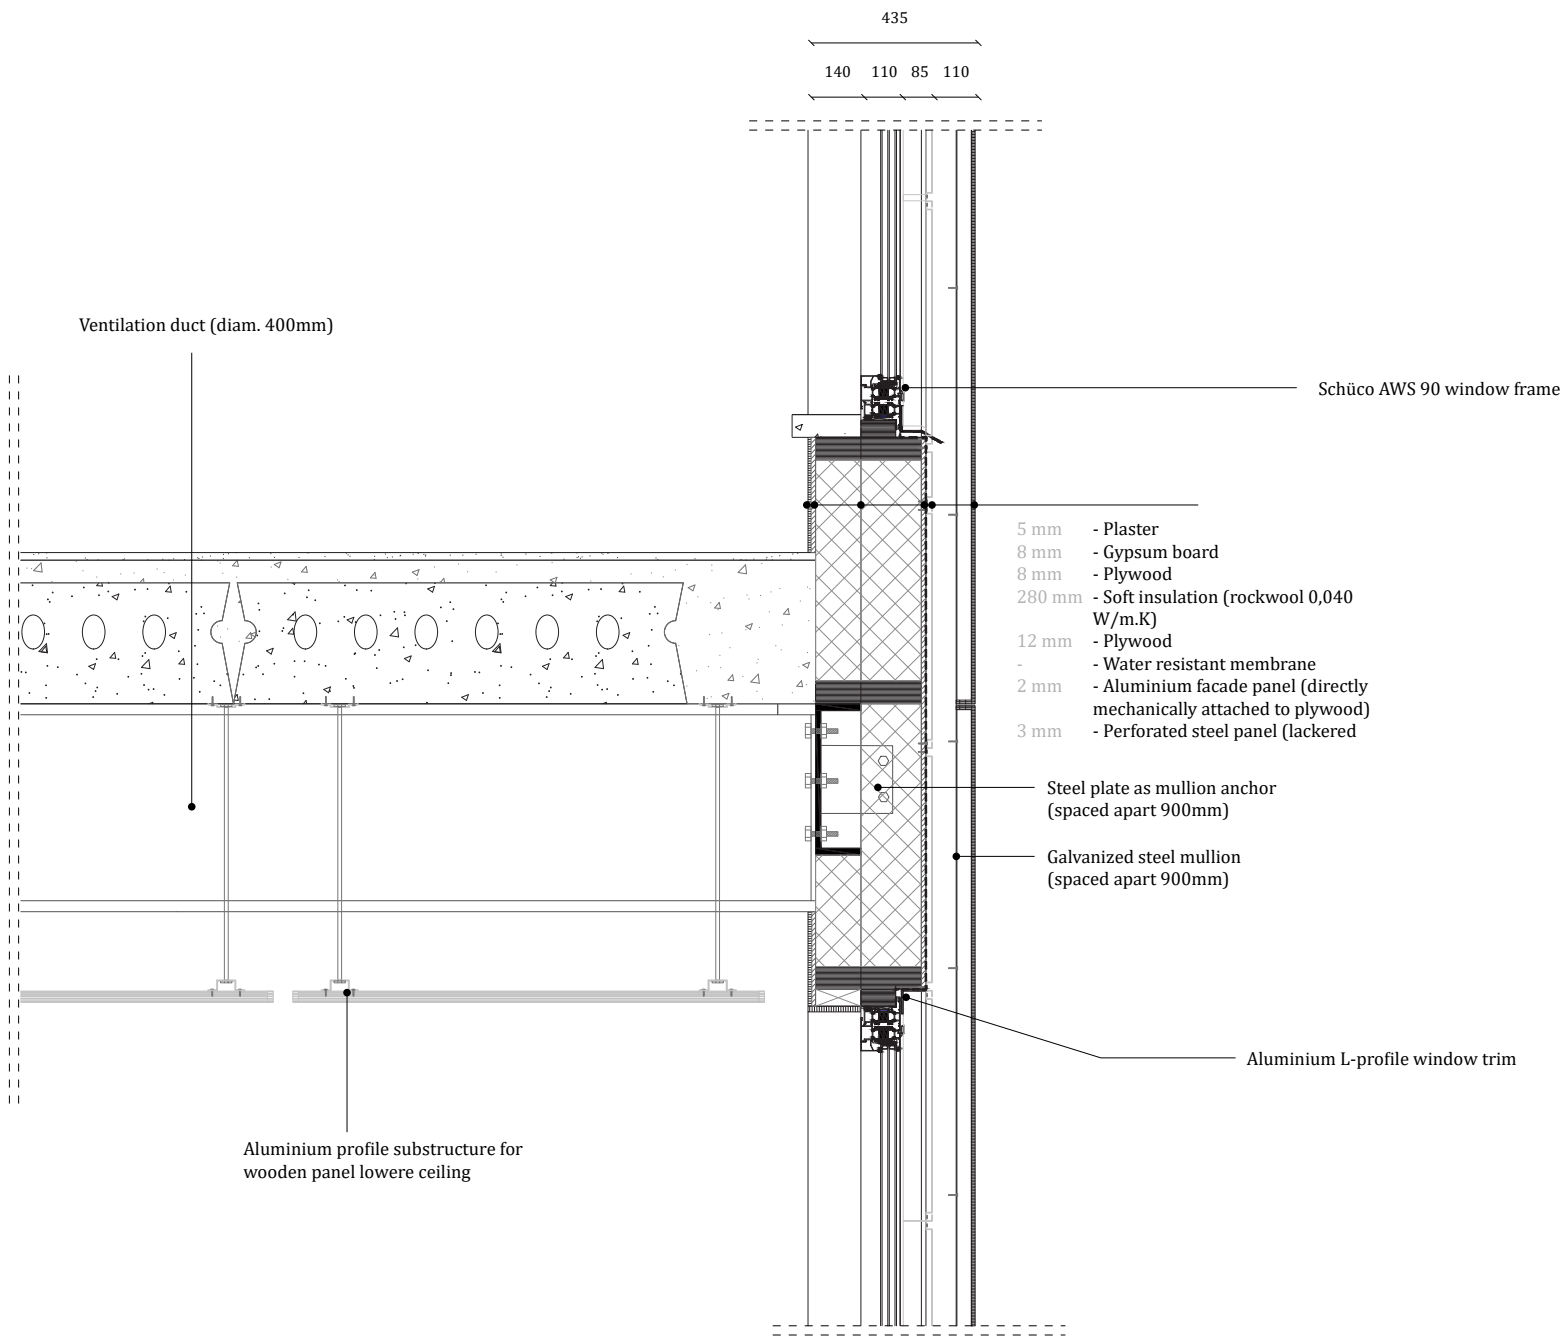 435
140 110 85 110
Ventilation duct (diam. 400mm)
Schüco AWS 90 window frame
5 mm - Plaster
8 mm - Gypsum board
8 mm - Plywood
280 mm - Soft insulation (rockwool 0,040
W/m.K)
12 mm - Plywood
- - Water resistant membrane
2 mm - Aluminium facade panel (directly
mechanically attached to plywood)
3 mm - Perforated steel panel (lackered
Steel plate as mullion anchor
(spaced apart 900mm)
Galvanized steel mullion
(spaced apart 900mm)
Aluminium L-profile window trim
Aluminium profile substructure for
wooden panel lowere ceiling